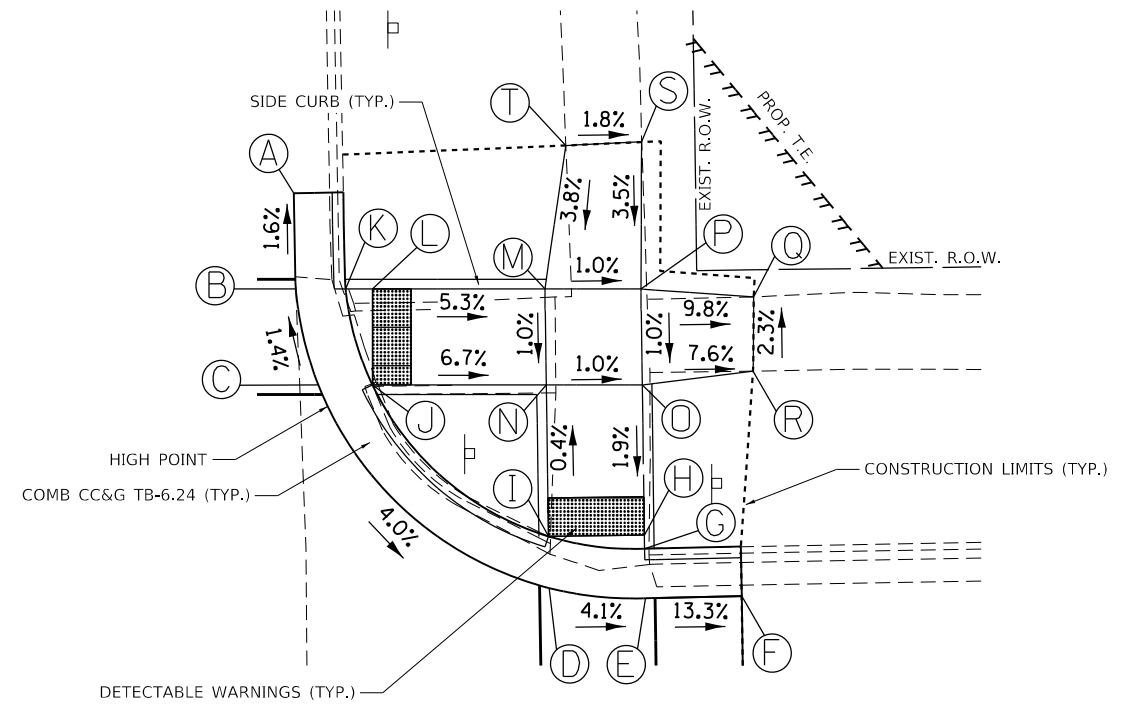 S
T
1.8%
SIDE CURB (TYP.)
PROP. T.E.
EXIST. R.O.W.
A
3.8%
3.5%
1.6%
K
L
P
M
Q
EXIST. R.O.W.
B
1.0%
5.3%
9.8%
1.4%
1.0%
1.0%
2.3%
6.7%
1.0%
7.6%
C
J
N
O
R
HIGH POINT
0.4%
1.9%
H
CONSTRUCTION LIMITS (TYP.)
COMB CC&G TB-6.24 (TYP.)
I
G
4.0%
4.1%
13.3%
D
E
F
DETECTABLE WARNINGS (TYP.)